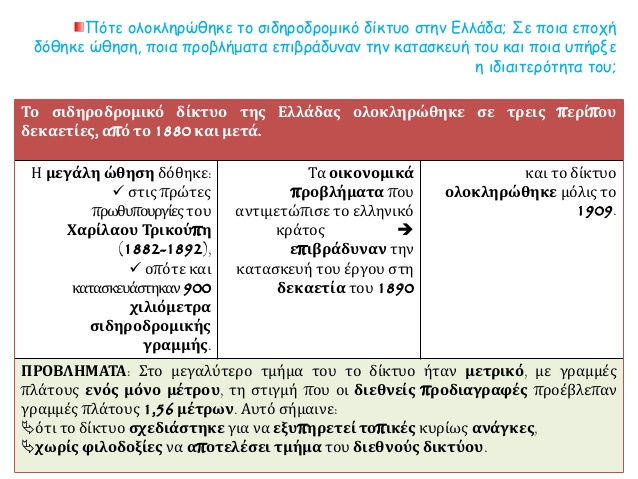 Πότε ολοκληρώθηκε το σιδηροδρομικό δίκτυο στην Ελλάδα; Σε ποια εποχή
δόθηκε ώθηση, ποια προβλήματα επιβράδυναν την κατασκευή του και ποια υπήρξε
η ιδιαιτερότητα του;
Το σιδηροδρομικό δίκτυο της Ελλάδας ολοκληρώθηκε σε τρεις περίπου
δεκαετίες, από το 1880 και μετά.
Η μεγάλη ώθηση δόθηκε:
✓ στις πρώτες
πρωθυπουργίες του
Χαρίλαου Τρικούπη
(1882-1892),
✓ οπότε και
κατασκευάστηκαν 900
χιλιόμετρα
σιδηροδρομικής
γραμμής.
Τα οικονομικά
προβλήματα που
αντιμετώπισε το ελληνικό
κράτος ➔
επιβράδυναν την
κατασκευή του έργου στη
δεκαετία του 1890
και το δίκτυο
ολοκληρώθηκε μόλις το
1909.
ΠΡΟΒΛΗΜΑΤΑ: Στο μεγαλύτερο τμήμα του το δίκτυο ήταν μετρικό, με γραμμές
πλάτους ενός μόνο μέτρου, τη στιγμή που οι διεθνείς προδιαγραφές προέβλεπαν
γραμμές πλάτους 1,56 μέτρων. Αυτό σήμαινε:
ότι το δίκτυο σχεδιάστηκε για να εξυπηρετεί τοπικές κυρίως ανάγκες,
χωρίς φιλοδοξίες να αποτελέσει τμήμα του διεθνούς δικτύου.